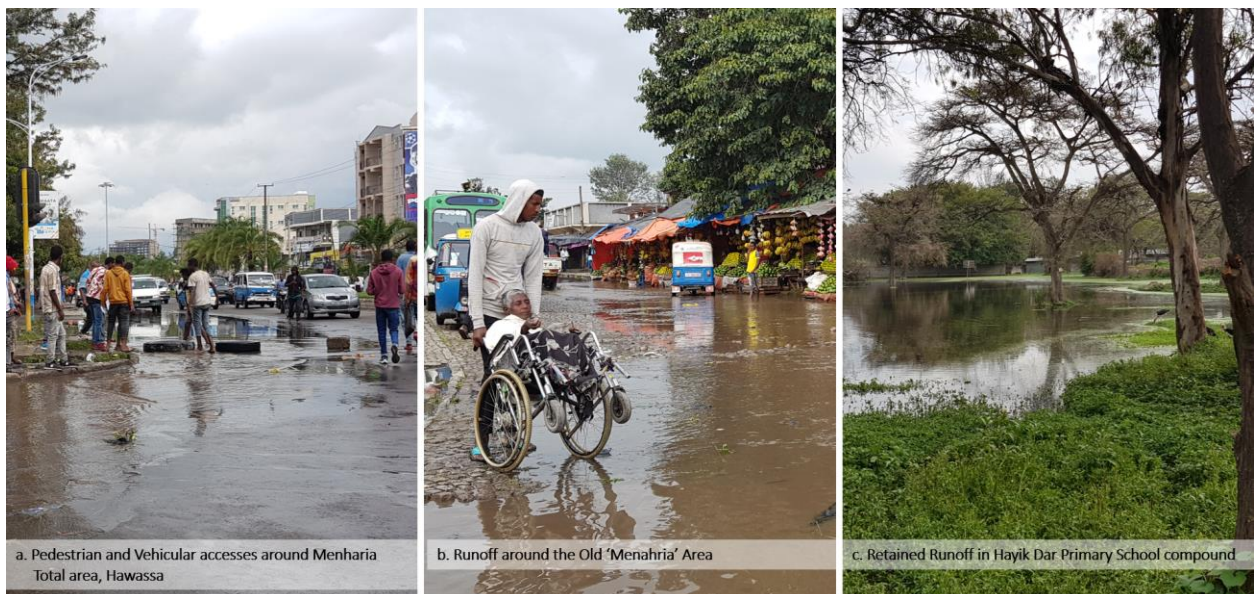 a. Pedestrian and Vehicular accesses around Menharia
Total area, Hawassa
b. Runoff around the Old ‘Menahria’ Area
c. Retained Runoff in Hayik Dar Primary School compound